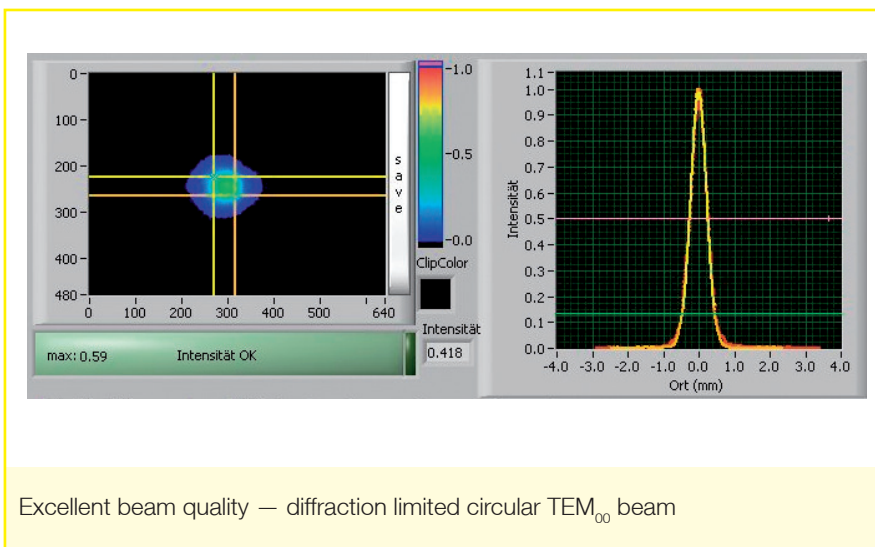 0
100
200
300
400
480
0 100 200 300 400 500 640
save
1.0
0.5
0.0
ClipColor
Intensität
0.418
max: 0.59 Intensität OK
1.1
1.0
0.9
0.8
0.7
0.6
0.5
0.4
0.3
0.2
0.1
0.0
Intensität
-4.0 -3.0 -2.0 -1.0 0.0 1.0 2.0 3.0 4.0
Ort (mm)
Excellent beam quality — diffraction limited circular TEM₀₀ beam